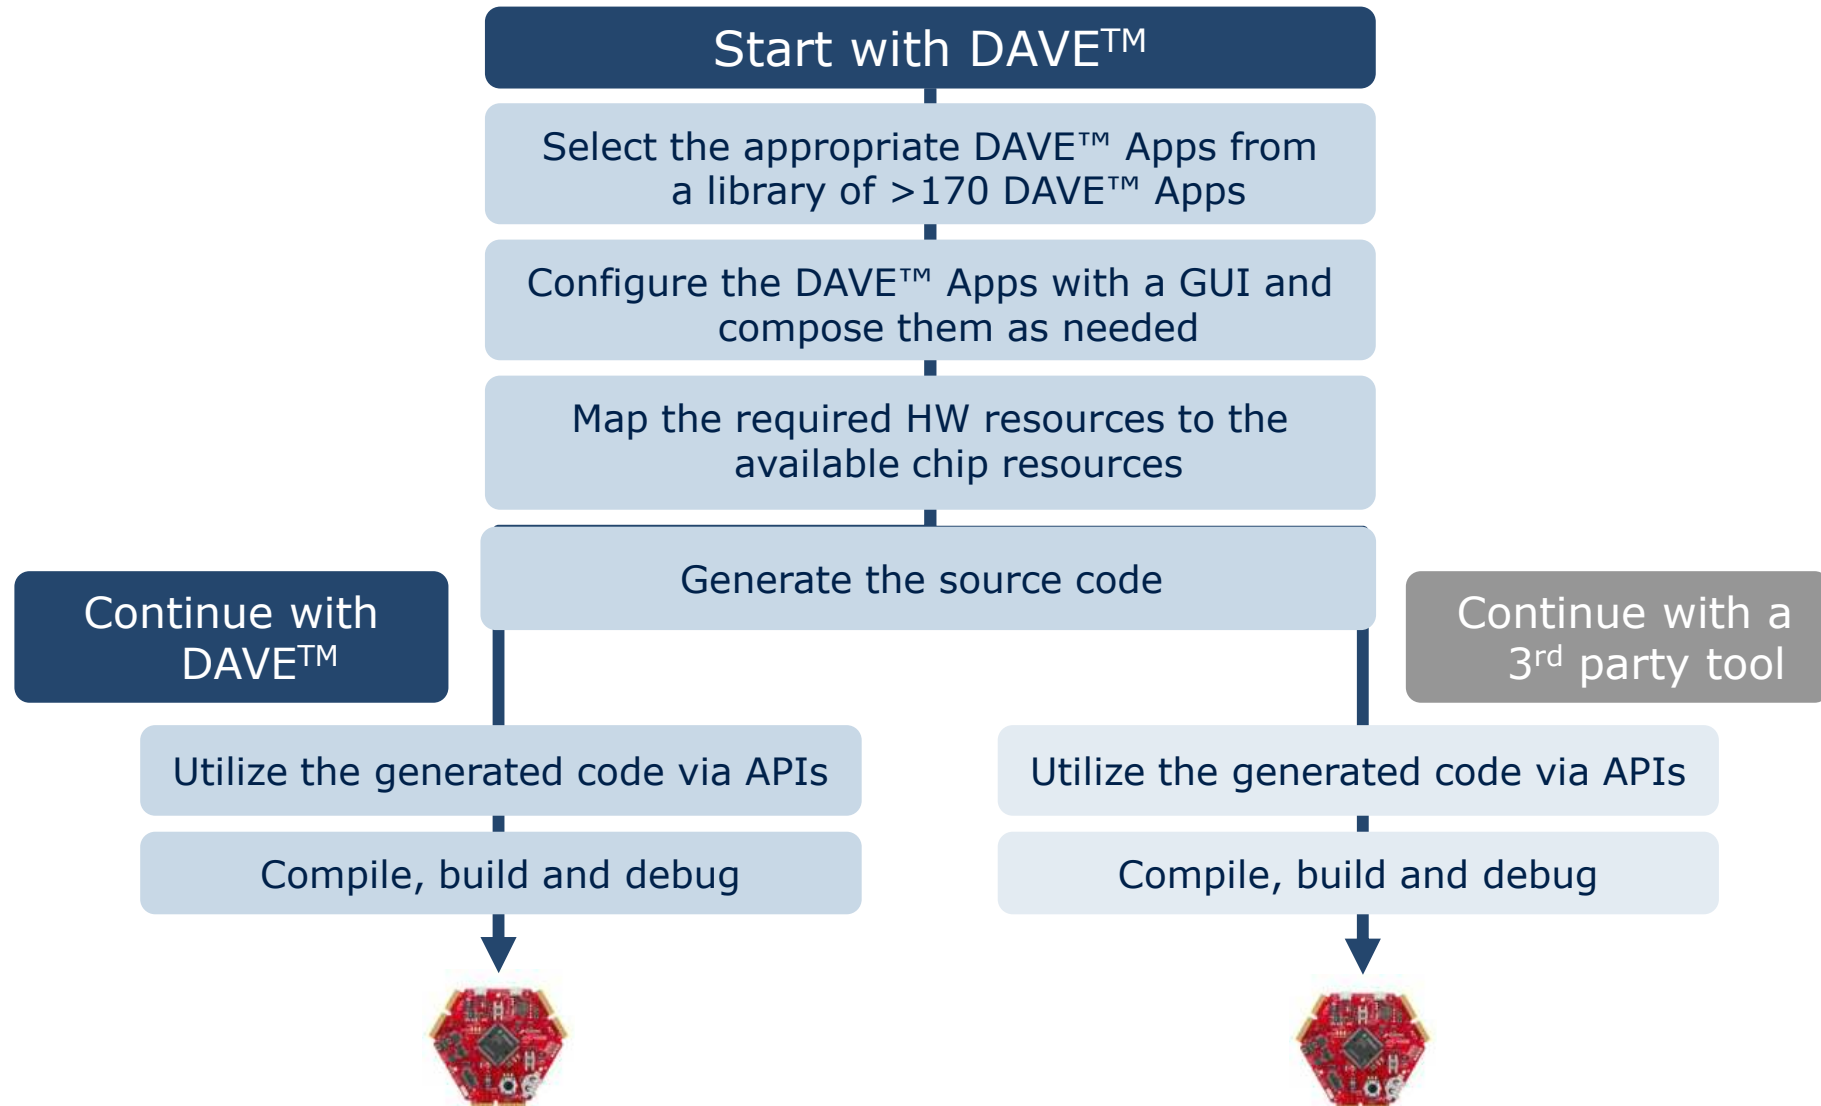 Start with DAVE™
Select the appropriate DAVE™ Apps from
a library of >170 DAVE™ Apps
Configure the DAVE™ Apps with a GUI and
compose them as needed
Map the required HW resources to the
available chip resources
Generate the source code
Continue with
DAVE™
Continue with a
3rd party tool
Utilize the generated code via APIs
Utilize the generated code via APIs
Compile, build and debug
Compile, build and debug